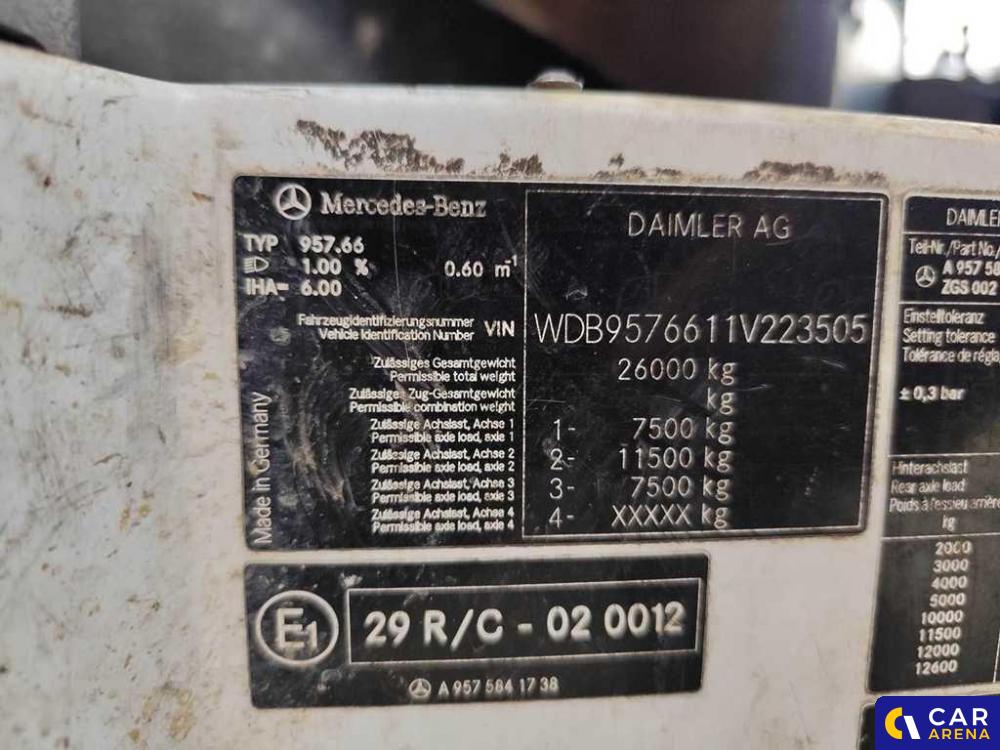 Mercedes-Benz
DAIMLER AG
TYP 957.66
1.00 % 0.60 m-1
IHA= 6.00
Fahrzeugidentifizierungsnummer
Vehicle Identification Number VIN WDB9576611V223505
Zulässiges Gesamtgewicht
Permissible total weight 26000 kg
Zulässiges Zug-Gesamtgewicht
Permissible combination weight kg
Zulässige Achslast, Achse 1
Permissible axle load, axle 1 1- 7500 kg
Zulässige Achslast, Achse 2
Permissible axle load, axle 2 2- 11500 kg
Zulässige Achslast, Achse 3
Permissible axle load, axle 3 3- 7500 kg
Zulässige Achslast, Achse 4
Permissible axle load, axle 4 4- XXXXX kg
Made in Germany
E1 29 R/C - 02 0012
A 957 584 17 38
Teil-Nr./Part No./
A 957 58
ZGS 002
Einstelltoleranz
Setting tolerance
Tolérance de
± 0,3 bar
Hinterachslast
Rear axle load
Poids à l'essieu
kg
2000
3000
4000
5000
10000
11500
12000
12600
CAR
ARENA